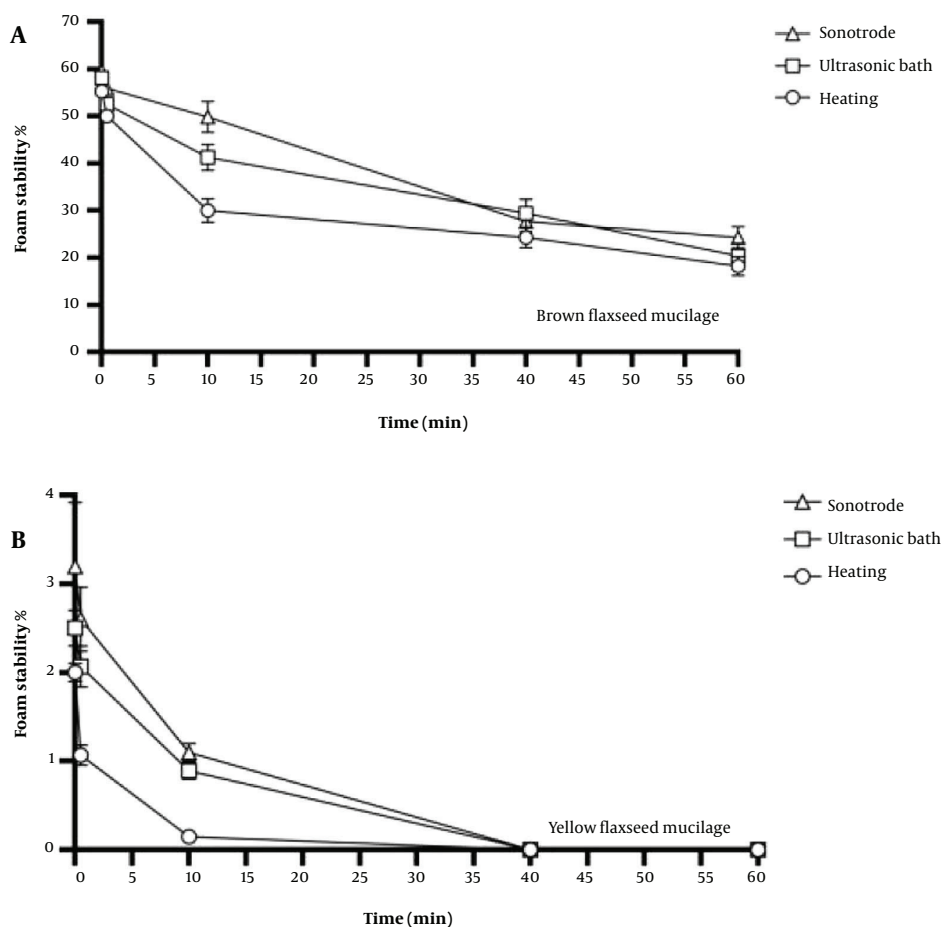 A
70
60
50
40
30
20
10
0
Foam stability %
0 5 10 15 20 25 30 35 40 45 50 55 60
Time (min)
Brown flaxseed mucilage
Sonotrode
Ultrasonic bath
Heating
B
4
3
2
1
0
Foam stability %
0 5 10 15 20 25 30 35 40 45 50 55 60
Time (min)
Yellow flaxseed mucilage
Sonotrode
Ultrasonic bath
Heating